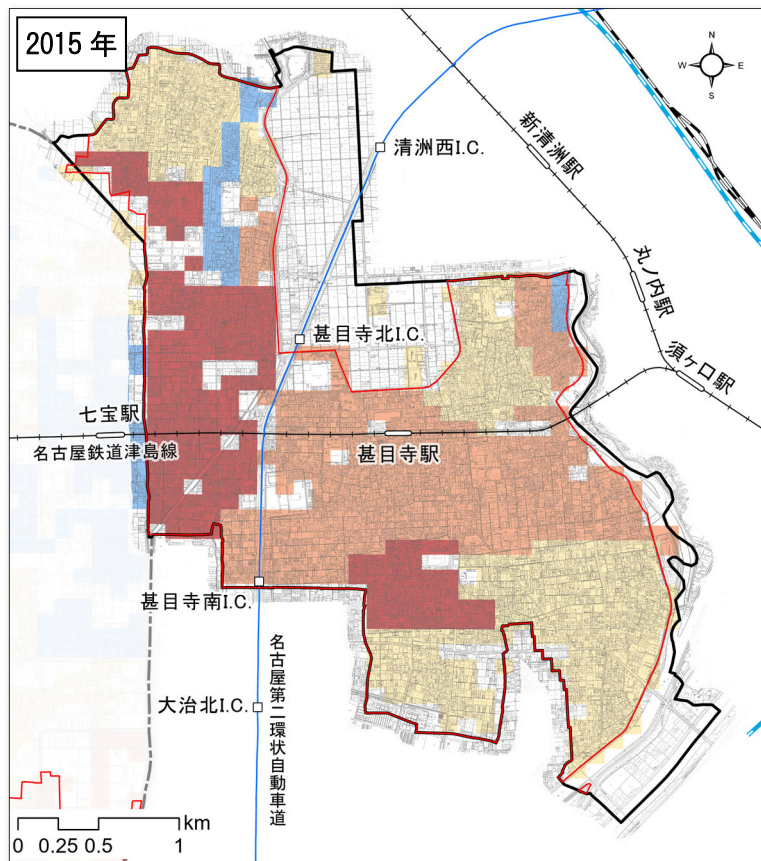 2015 年
N
W E
S
清洲西I.C.
新清洲駅
丸ノ内駅
須ヶ口駅
甚目寺北I.C.
七宝駅
名古屋鉄道津島線
甚目寺駅
甚目寺南I.C.
大治北I.C.
名古屋第二環状自動車道
km
0 0.25 0.5 1